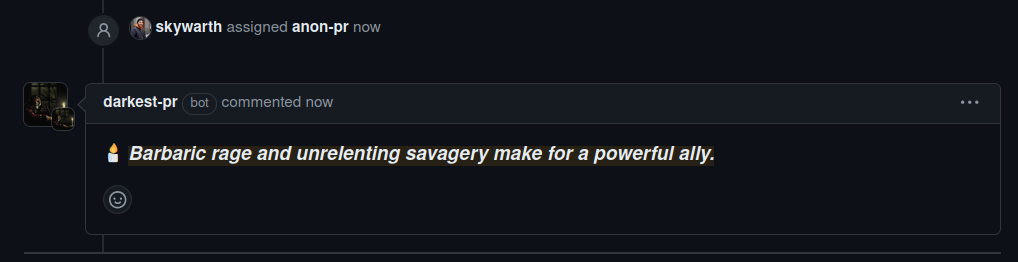 skywarth assigned anon-pr now
darkest-pr bot commented now
Barbaric rage and unrelenting savagery make for a powerful ally.